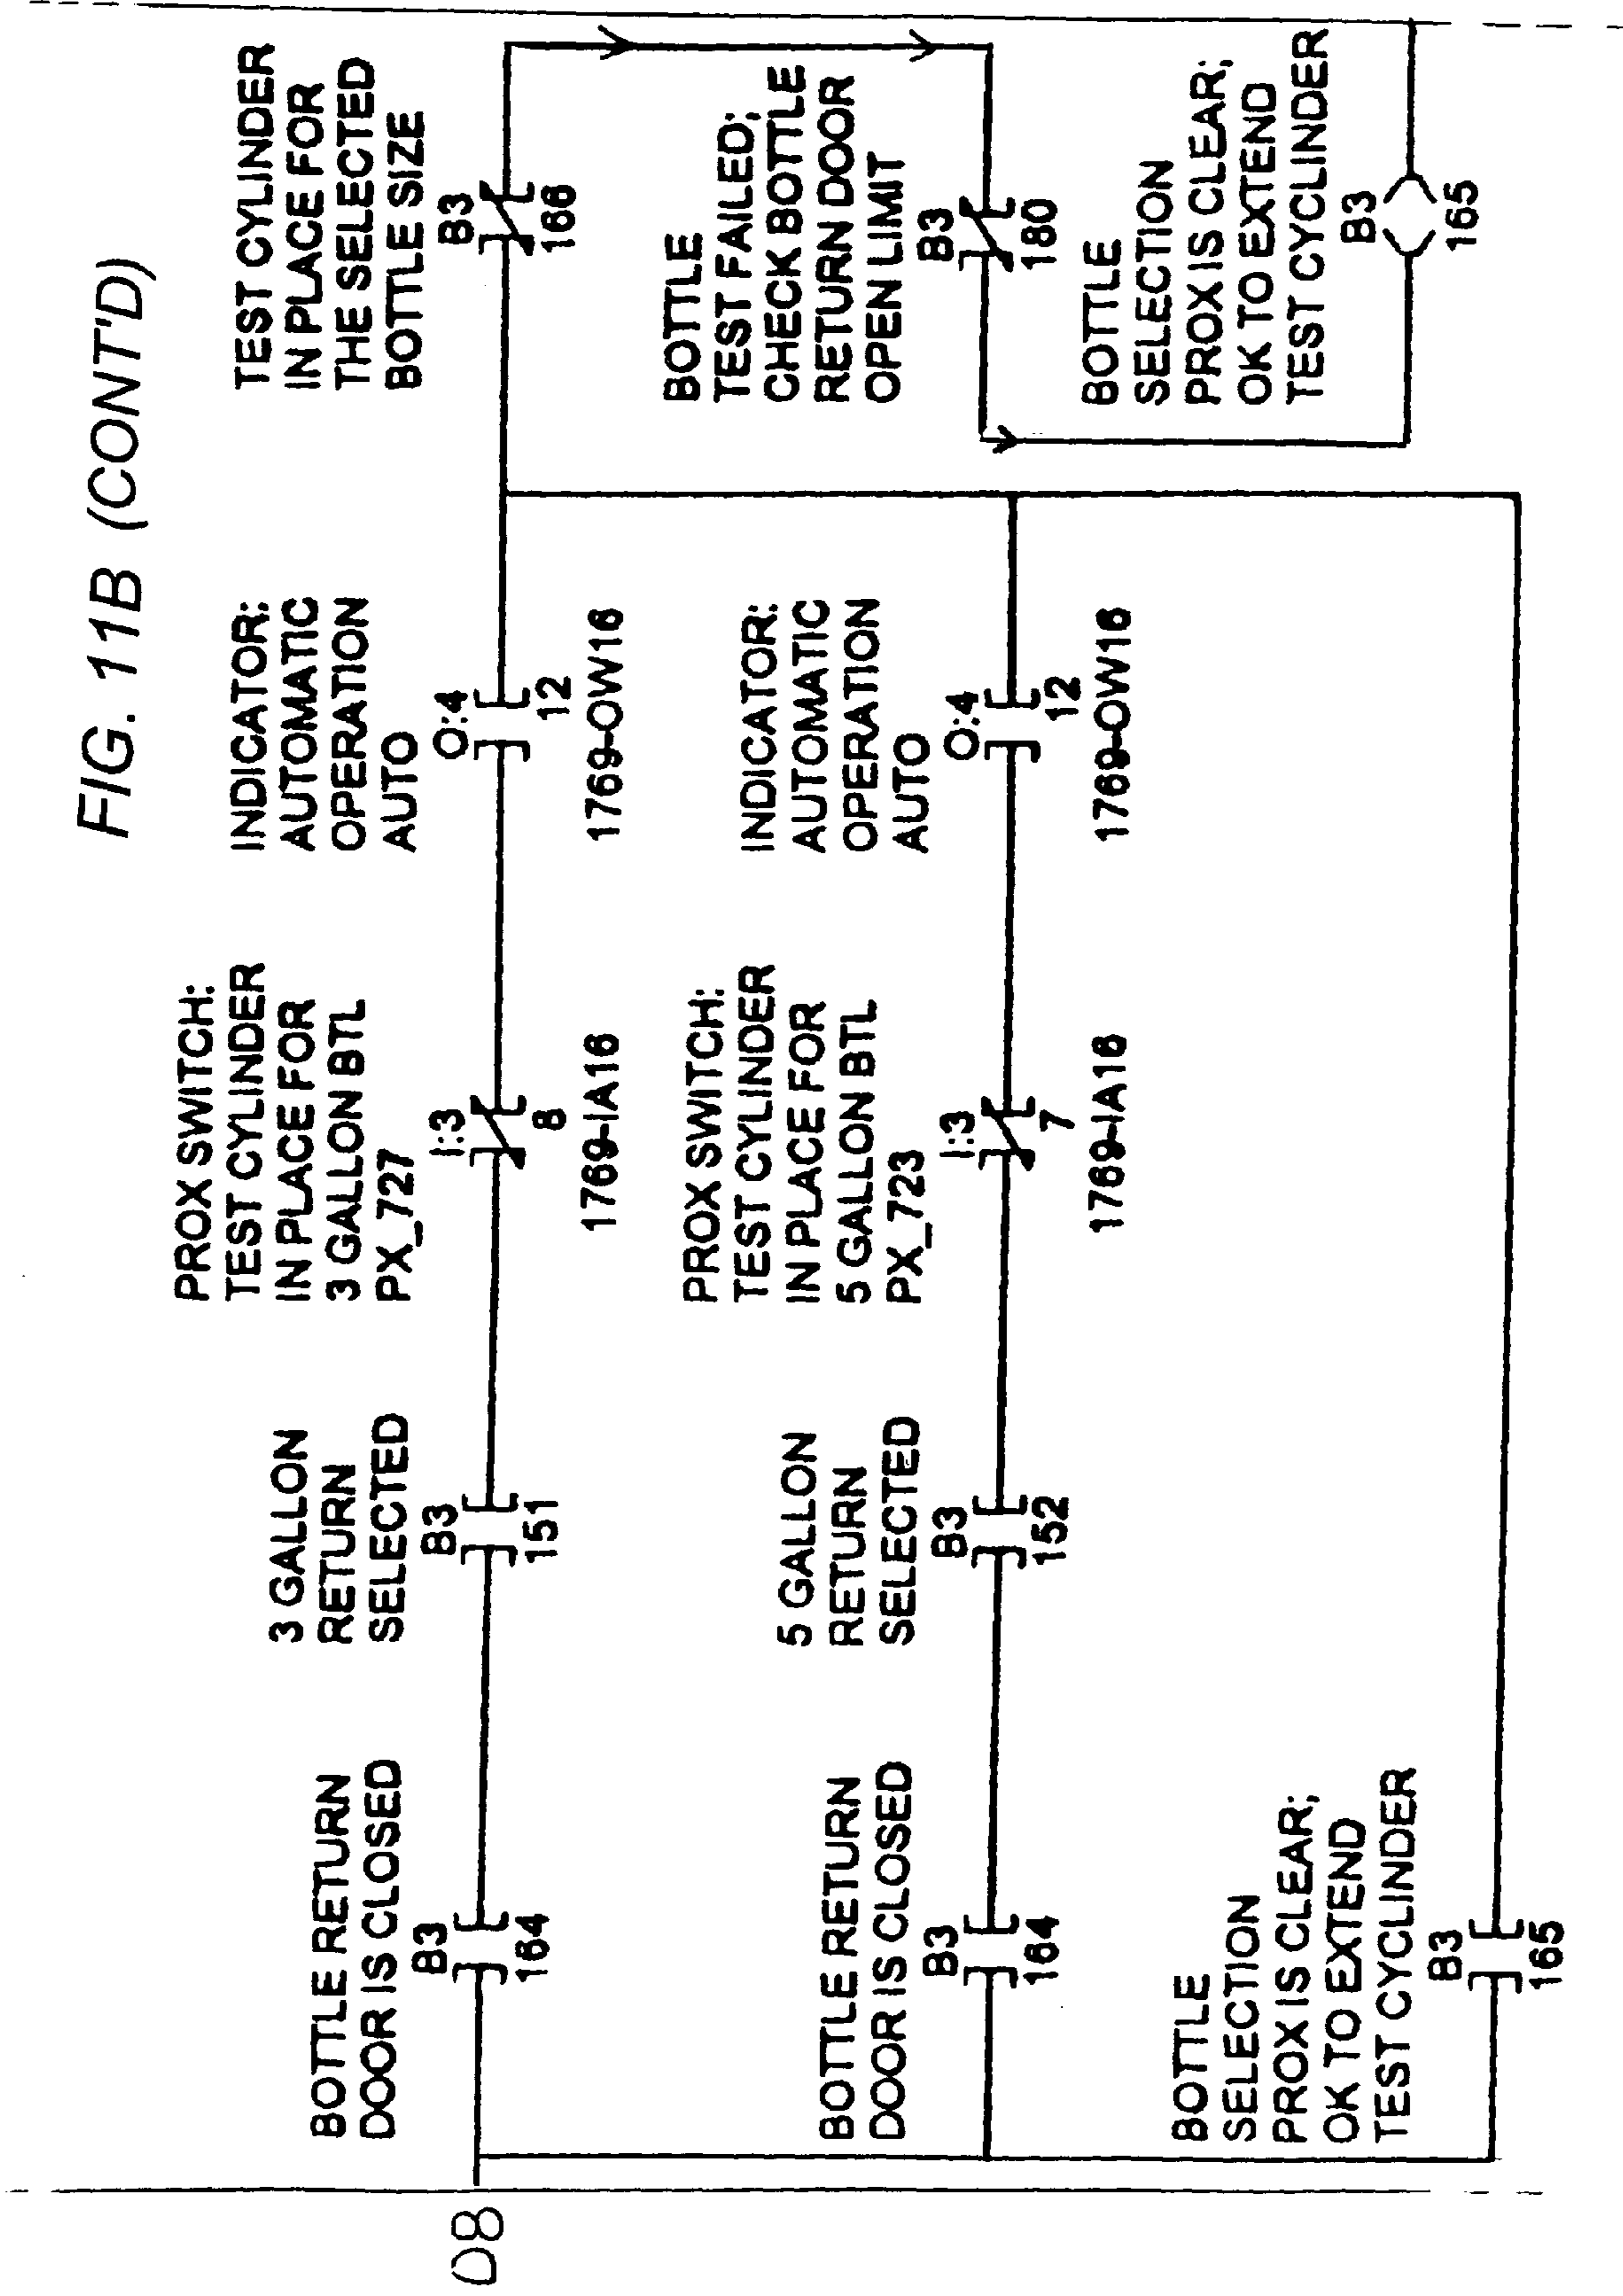 FIG. 11B (CONT'D)
D8
BOTTLE RETURN
DOOR IS CLOSED
B3
164
3 GALLON
RETURN
SELECTED
B3
151
PROX SWITCH:
TEST CYLINDER
IN PLACE FOR
3 GALLON BTL
PX_727
I:3
8
1769-IA16
INDICATOR:
AUTOMATIC
OPERATION
AUTO
O:4
12
1769-OW16
TEST CYLINDER
IN PLACE FOR
THE SELECTED
BOTTLE SIZE
B3
166
BOTTLE RETURN
DOOR IS CLOSED
B3
164
5 GALLON
RETURN
SELECTED
B3
152
PROX SWITCH:
TEST CYLINDER
IN PLACE FOR
5 GALLON BTL
PX_723
I:3
7
1769-IA16
INDICATOR:
AUTOMATIC
OPERATION
AUTO
O:4
12
1769-OW16
BOTTLE
TEST FAILED;
CHECK BOTTLE
RETURN DOOR
OPEN LIMIT
B3
180
BOTTLE
SELECTION
PROX IS CLEAR;
OK TO EXTEND
TEST CYCLINDER
B3
165
BOTTLE
SELECTION
PROX IS CLEAR;
OK TO EXTEND
TEST CYCLINDER
B3
165